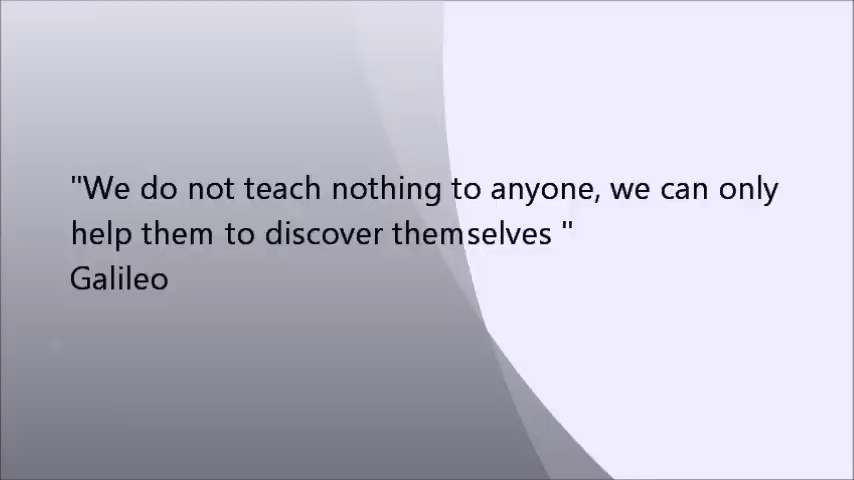 "We do not teach nothing to anyone, we can only
help them to discover themselves "
Galileo